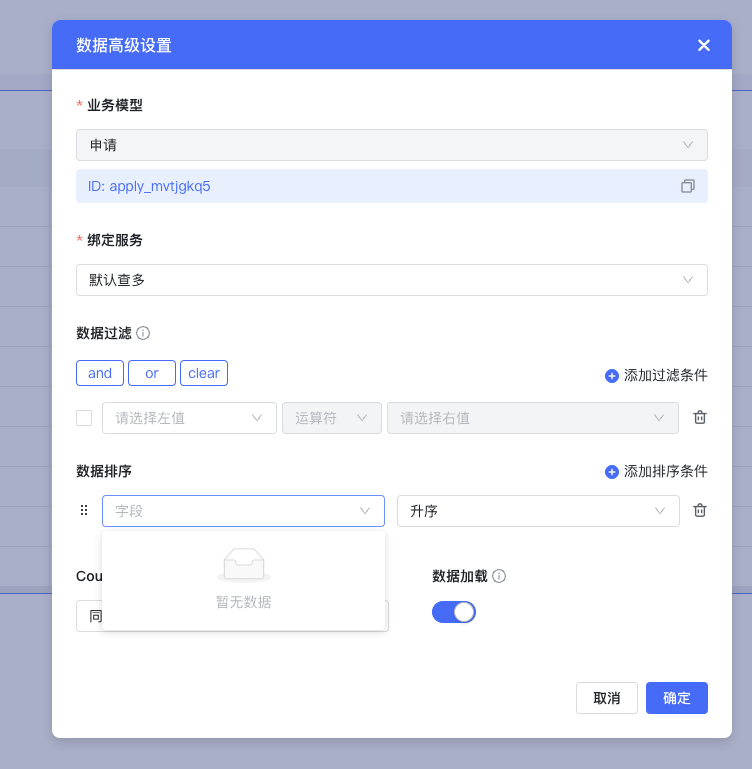 数据高级设置
* 业务模型
申请
ID: apply_mvtjgkq5
* 绑定服务
默认查多
数据过滤
and or clear 添加过滤条件
请选择左值 运算符 请选择右值
数据排序 添加排序条件
字段 升序
暂无数据
Cou 数据加载
同
取消 确定